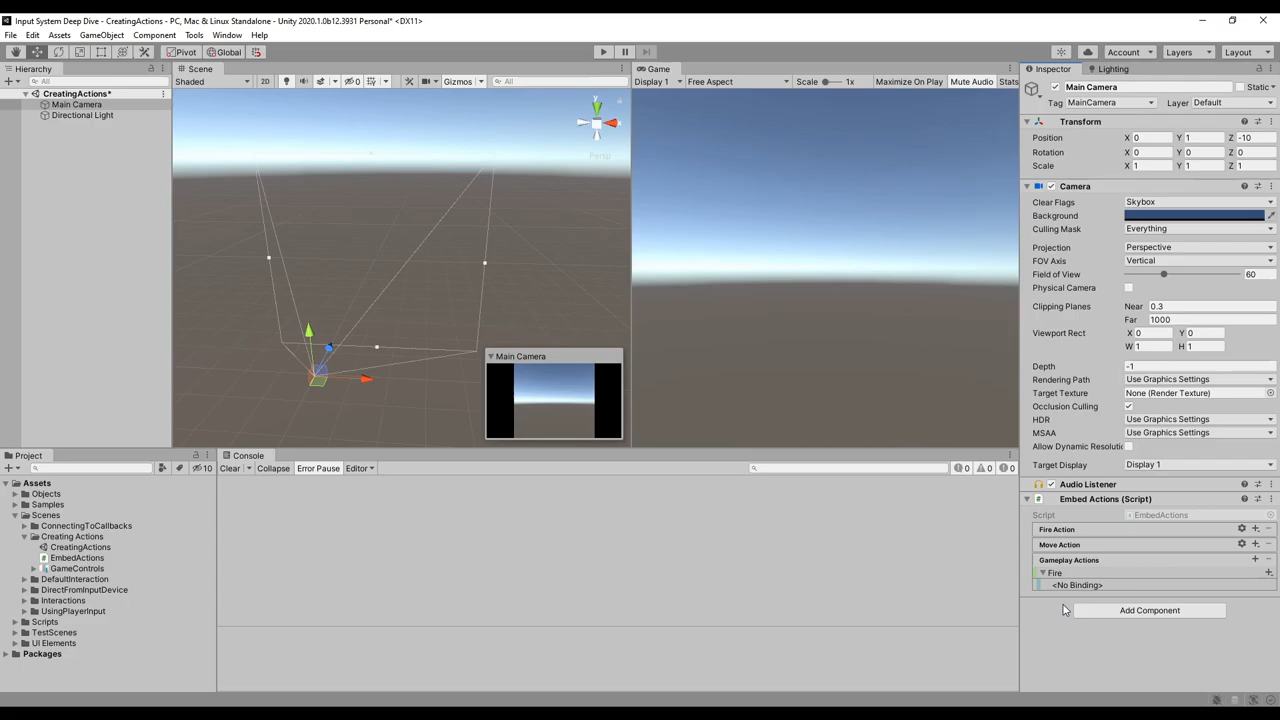 Input System Deep Dive - CreatingActions - PC, Mac & Linux Standalone - Unity 2020.1.0b12.3931 Personal* <DX11>
File Edit Assets GameObject Component Tools Window Help
Pivot Global Account Layers Layout
Hierarchy
All
CreatingActions*
Main Camera
Directional Light
Scene
Shaded 2D 0 Gizmos All
y
Persp
Main Camera
Game
Display 1 Free Aspect Scale 1x Maximize On Play Mute Audio Stats
Inspector Lighting
Main Camera Static
Tag MainCamera Layer Default
Transform
Position X 0 Y 1 Z -10
Rotation X 0 Y 0 Z 0
Scale X 1 Y 1 Z 1
Camera
Clear Flags Skybox
Background
Culling Mask Everything
Projection Perspective
FOV Axis Vertical
Field of View 60
Physical Camera
Clipping Planes Near 0.3
Far 1000
Viewport Rect X 0 Y 0
W 1 H 1
Depth -1
Rendering Path Use Graphics Settings
Target Texture None (Render Texture)
Occlusion Culling
HDR Use Graphics Settings
MSAA Use Graphics Settings
Allow Dynamic Resoluti
Target Display Display 1
Audio Listener
Embed Actions (Script)
Script EmbedActions
Fire Action
Move Action
Gameplay Actions
Fire
<No Binding>
Add Component
Project
10
Assets
Objects
Samples
Scenes
ConnectingToCallbacks
Creating Actions
CreatingActions
EmbedActions
GameControls
DefaultInteraction
DirectFromInputDevice
Interactions
UsingPlayerInput
Scripts
TestScenes
UI Elements
Packages
Console
Clear Collapse Error Pause Editor 0 0 0